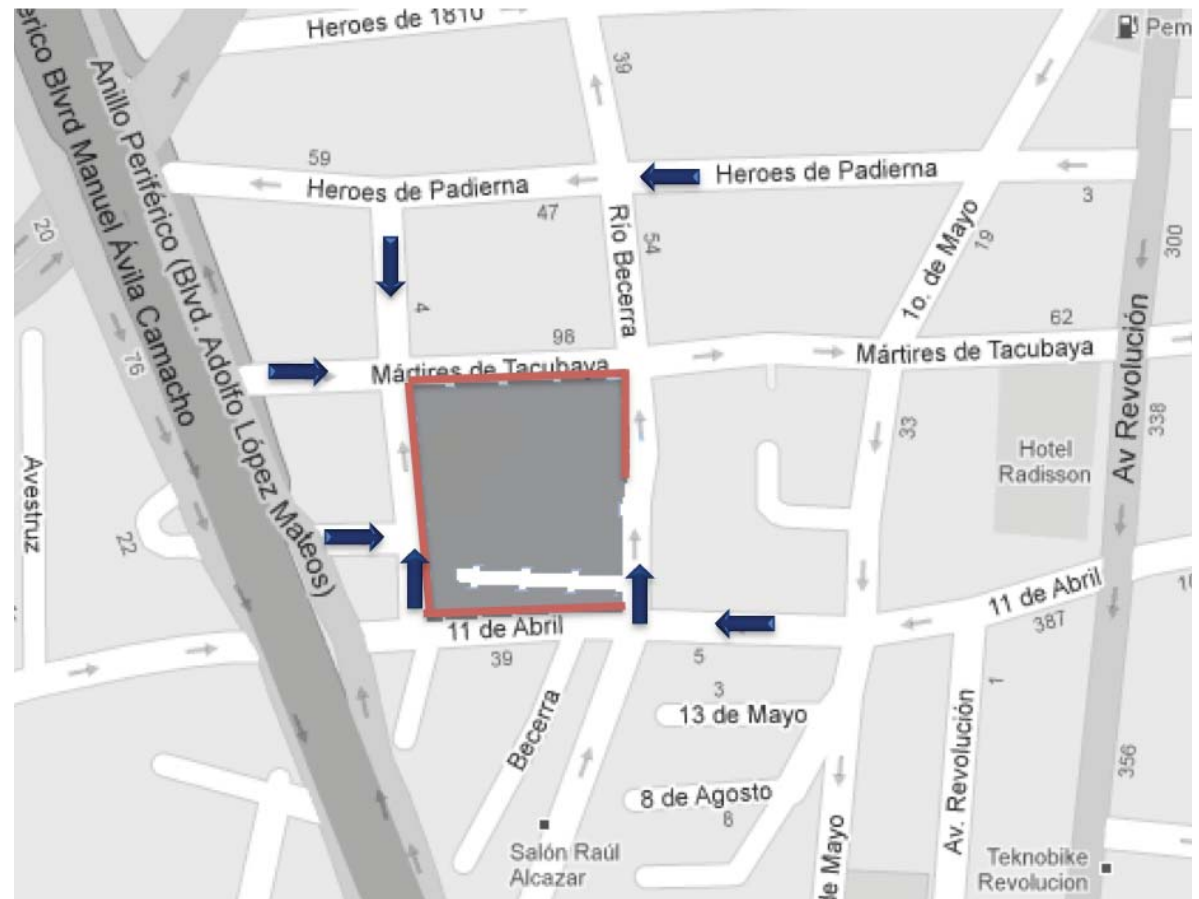 Heroes de 1810
Pem
39
érico Blvrd Manuel Ávila Camacho
Anillo Periférico (Blvd. Adolfo López Mateos)
59
Heroes de Padierna
Heroes de Padierna
3
47
Río Becerra
54
1o. de Mayo
19
300
20
76
4
98
62
Mártires de Tacubaya
Mártires de Tacubaya
Av Revolución
338
33
Hotel
Radisson
Avestruz
22
11 de Abril
11 de Abril
387
10
39
5
3
13 de Mayo
1
Becerra
8 de Agosto
8
Av. Revolución
356
de Mayo
Salón Raúl
Alcazar
Teknobike
Revolucion